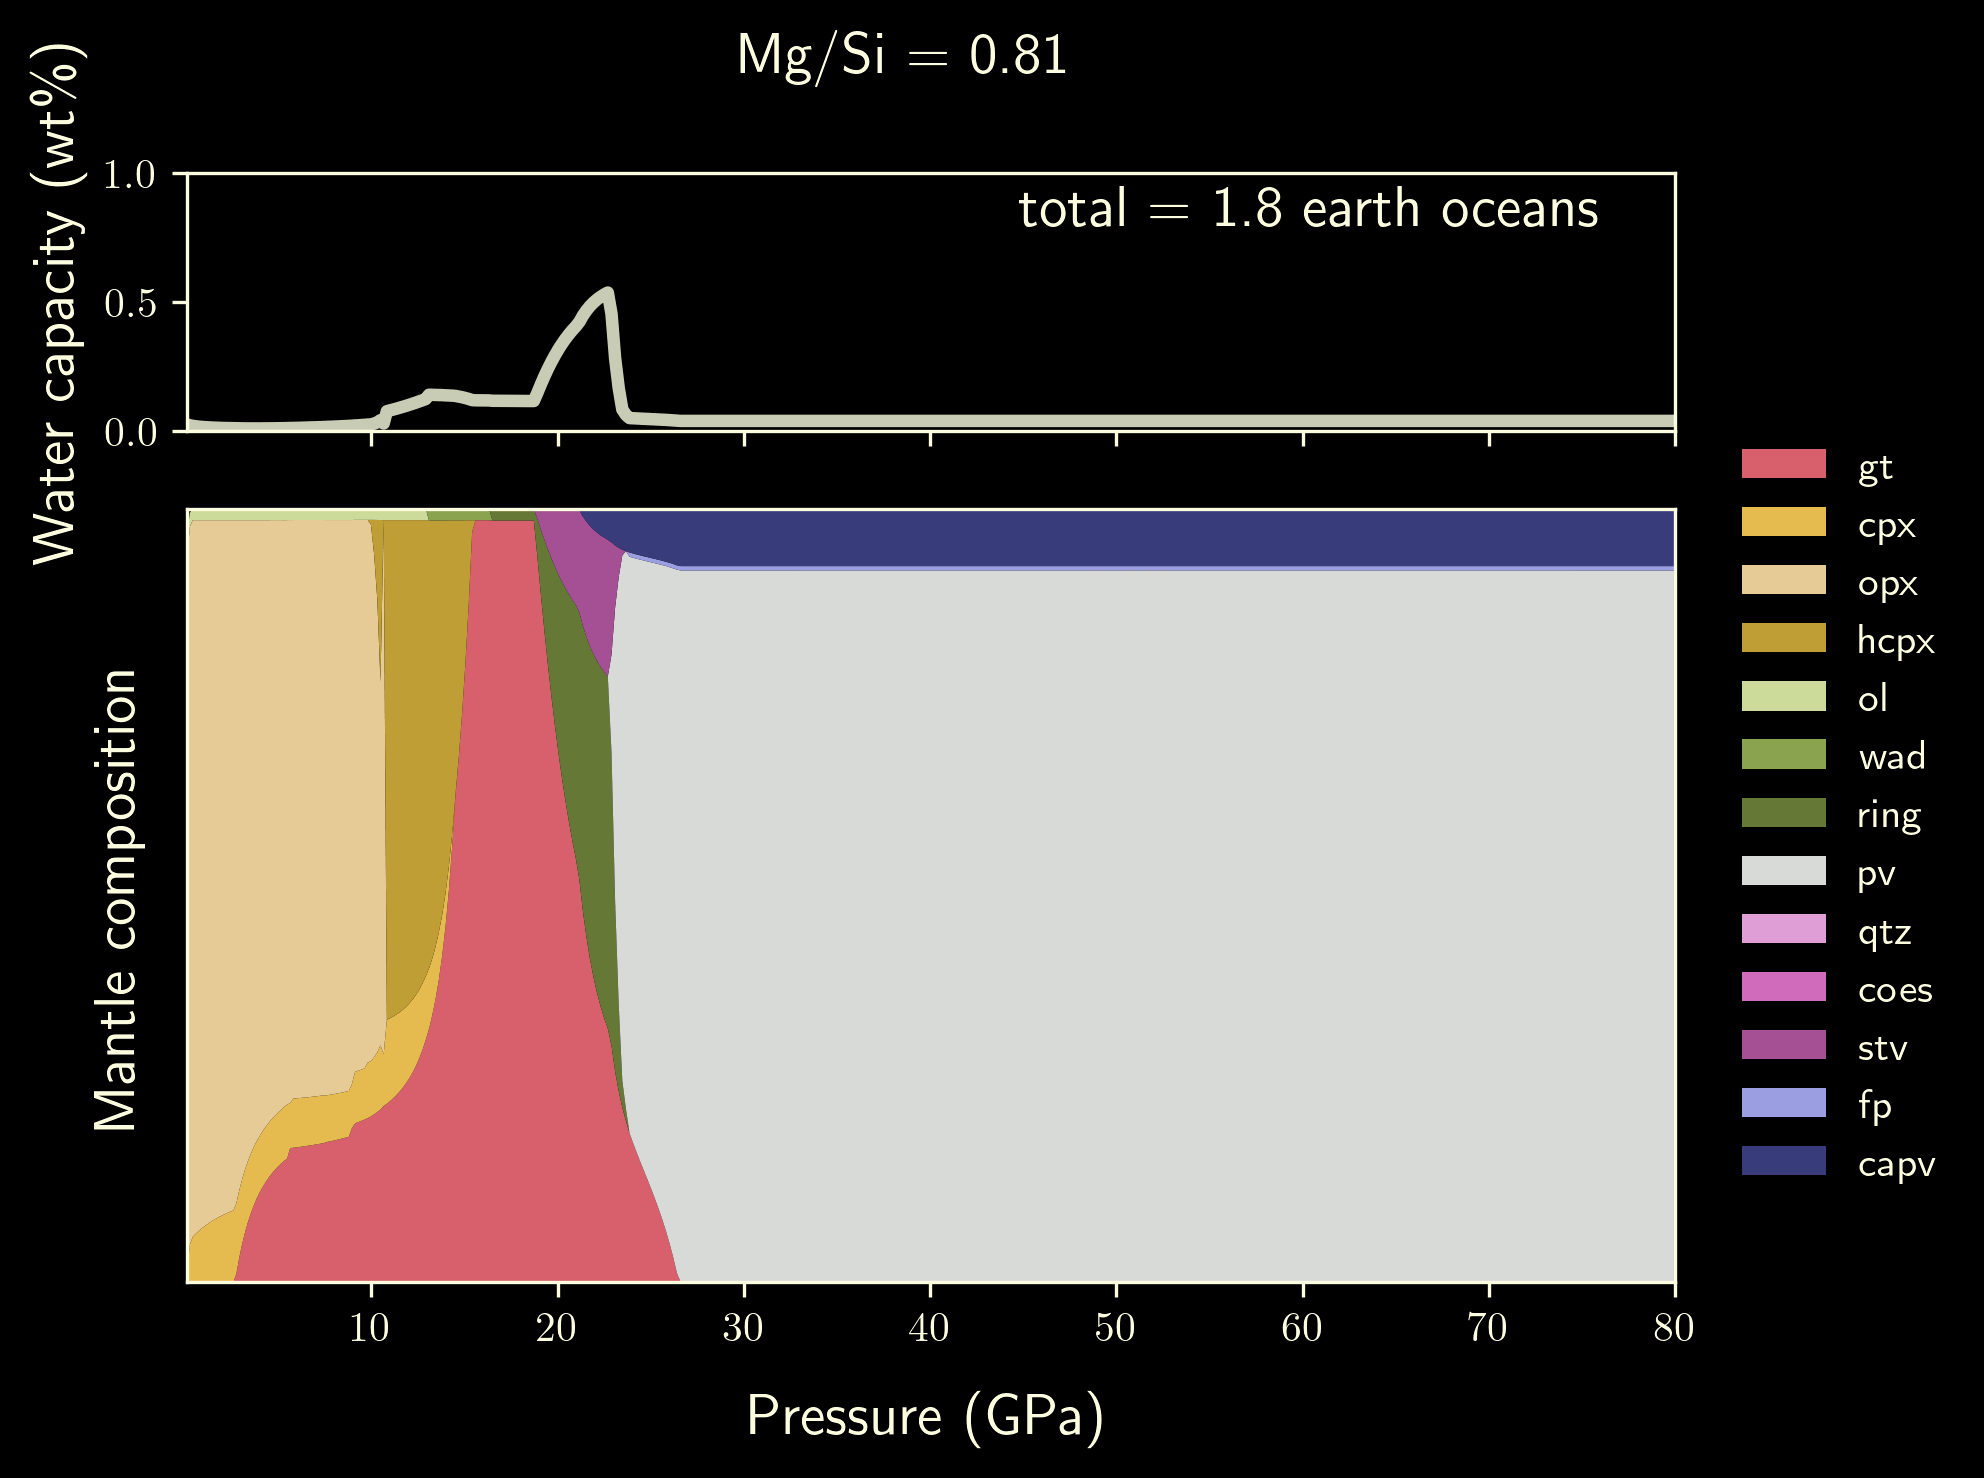 Mg/Si = 0.81
Water capacity (wt%)
1.0
0.5
0.0
total = 1.8 earth oceans
Mantle composition
10 20 30 40 50 60 70 80
Pressure (GPa)
gt
cpx
opx
hcpx
ol
wad
ring
pv
qtz
coes
stv
fp
capv